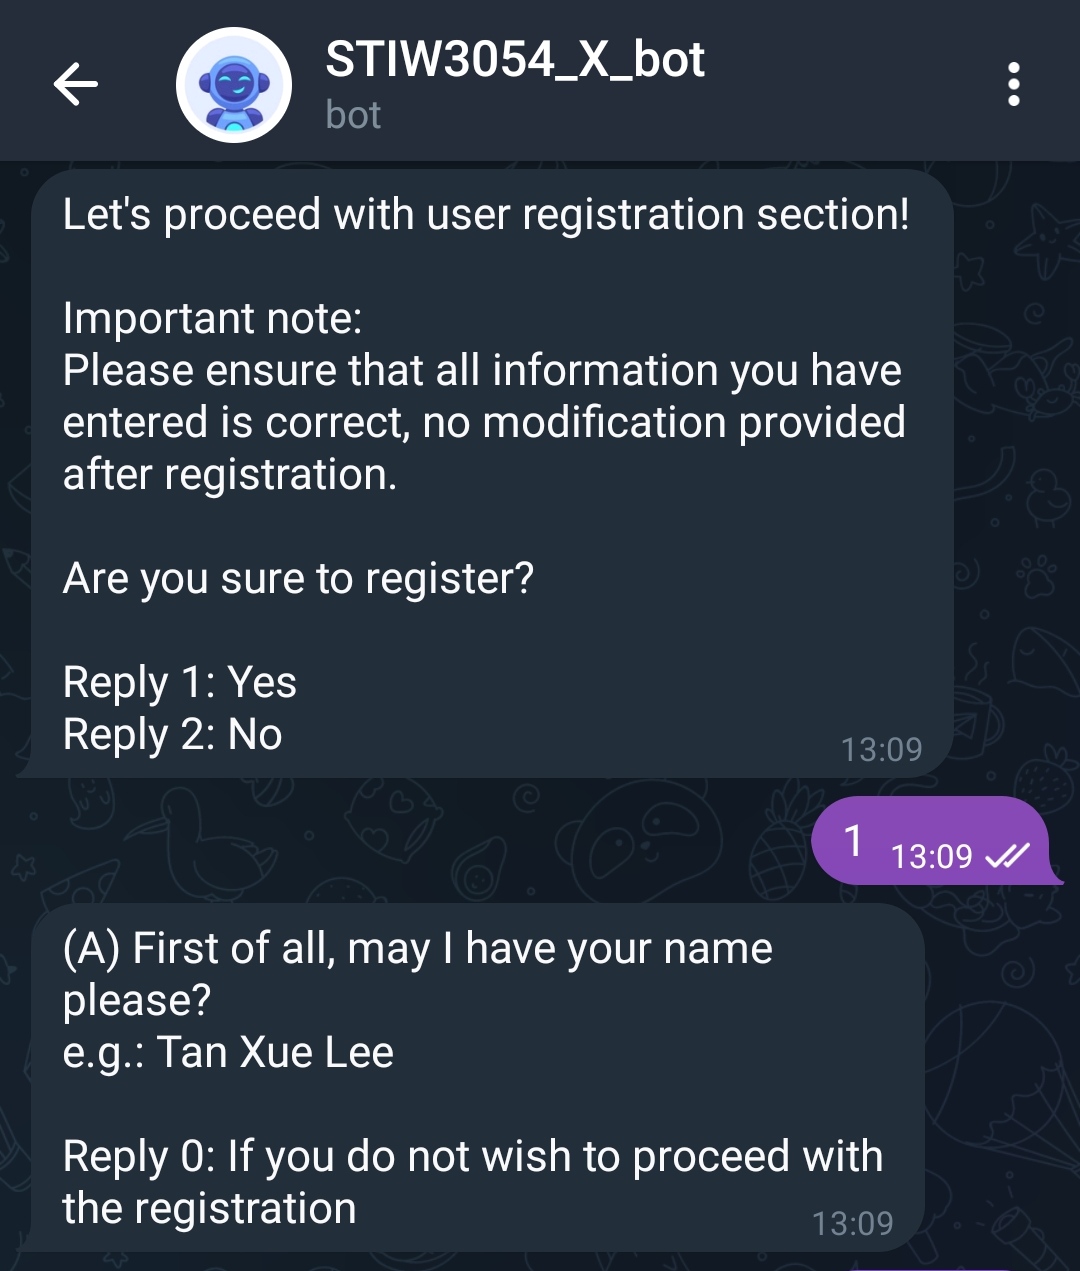 STIW3054_X_bot
bot
Let's proceed with user registration section!
Important note:
Please ensure that all information you have
entered is correct, no modification provided
after registration.
Are you sure to register?
Reply 1: Yes
Reply 2: No
13:09
1 13:09
(A) First of all, may I have your name
please?
e.g.: Tan Xue Lee
Reply 0: If you do not wish to proceed with
the registration
13:09